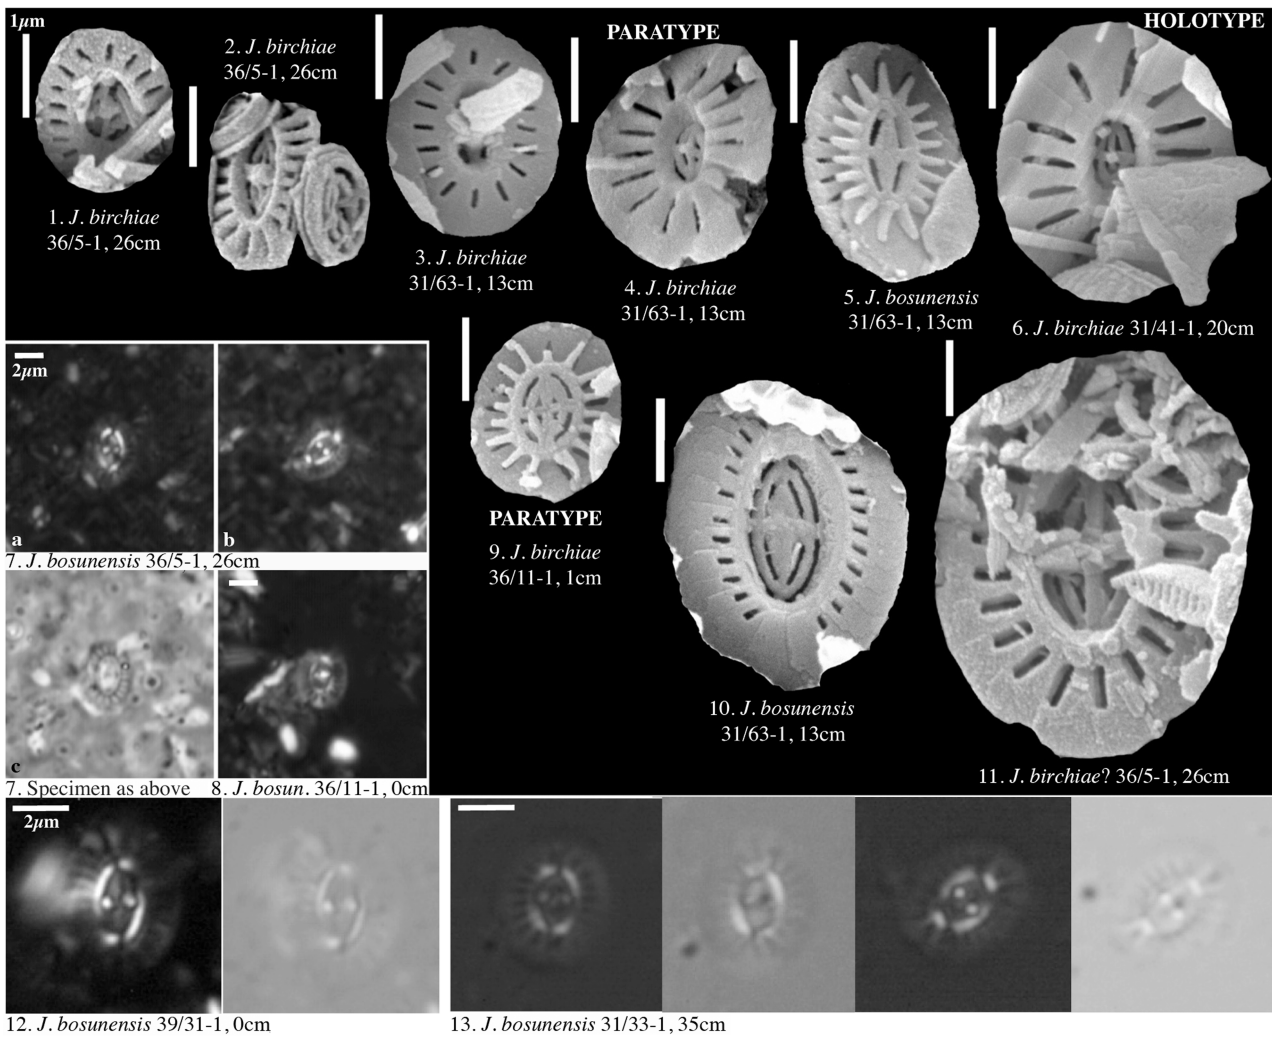 1µm
2. J. birchiae
36/5-1, 26cm
PARATYPE
HOLOTYPE
1. J. birchiae
36/5-1, 26cm
3. J. birchiae
31/63-1, 13cm
4. J. birchiae
31/63-1, 13cm
5. J. bosunensis
31/63-1, 13cm
6. J. birchiae 31/41-1, 20cm
2µm
a
b
7. J. bosunensis 36/5-1, 26cm
PARATYPE
9. J. birchiae
36/11-1, 1cm
c
7. Specimen as above
8. J. bosun. 36/11-1, 0cm
10. J. bosunensis
31/63-1, 13cm
11. J. birchiae? 36/5-1, 26cm
2µm
12. J. bosunensis 39/31-1, 0cm
13. J. bosunensis 31/33-1, 35cm